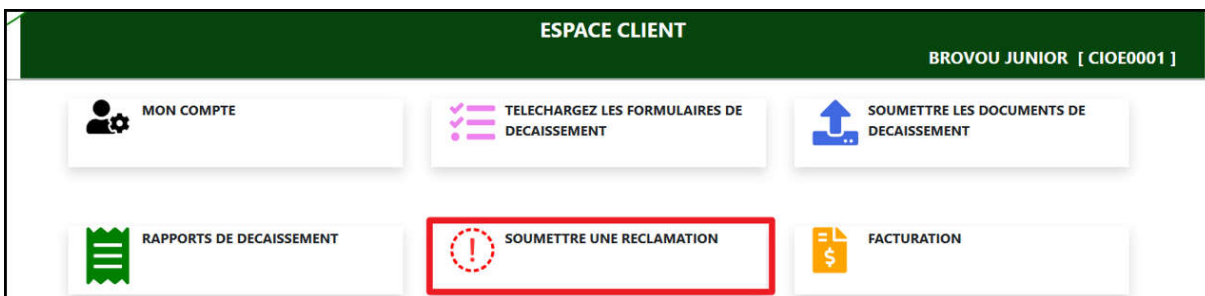 ESPACE CLIENT
BROVOU JUNIOR [ CIOE0001 ]
MON COMPTE
TELECHARGEZ LES FORMULAIRES DE
DECAISSEMENT
SOUMETTRE LES DOCUMENTS DE
DECAISSEMENT
RAPPORTS DE DECAISSEMENT
SOUMETTRE UNE RECLAMATION
FACTURATION